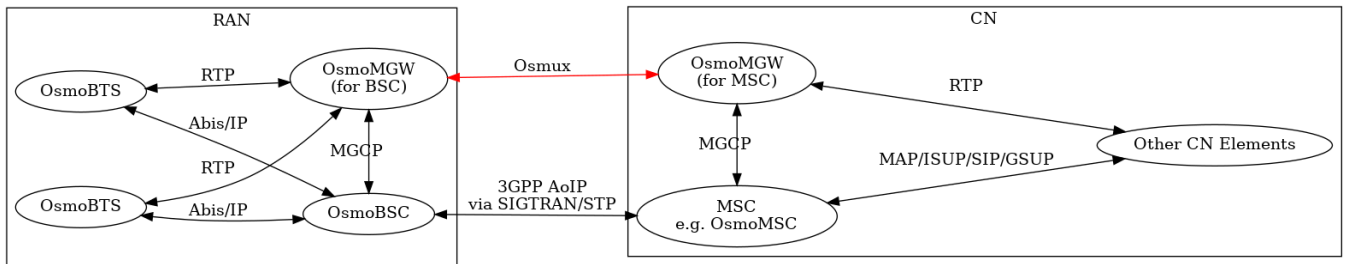 RAN
OsmoBTS
RTP
OsmoMGW
(for BSC)
Abis/IP
MGCP
RTP
OsmoBTS
Abis/IP
OsmoBSC
Osmux
3GPP AoIP
via SIGTRAN/STP
CN
OsmoMGW
(for MSC)
RTP
MGCP
MAP/ISUP/SIP/GSUP
Other CN Elements
MSC
e.g. OsmoMSC